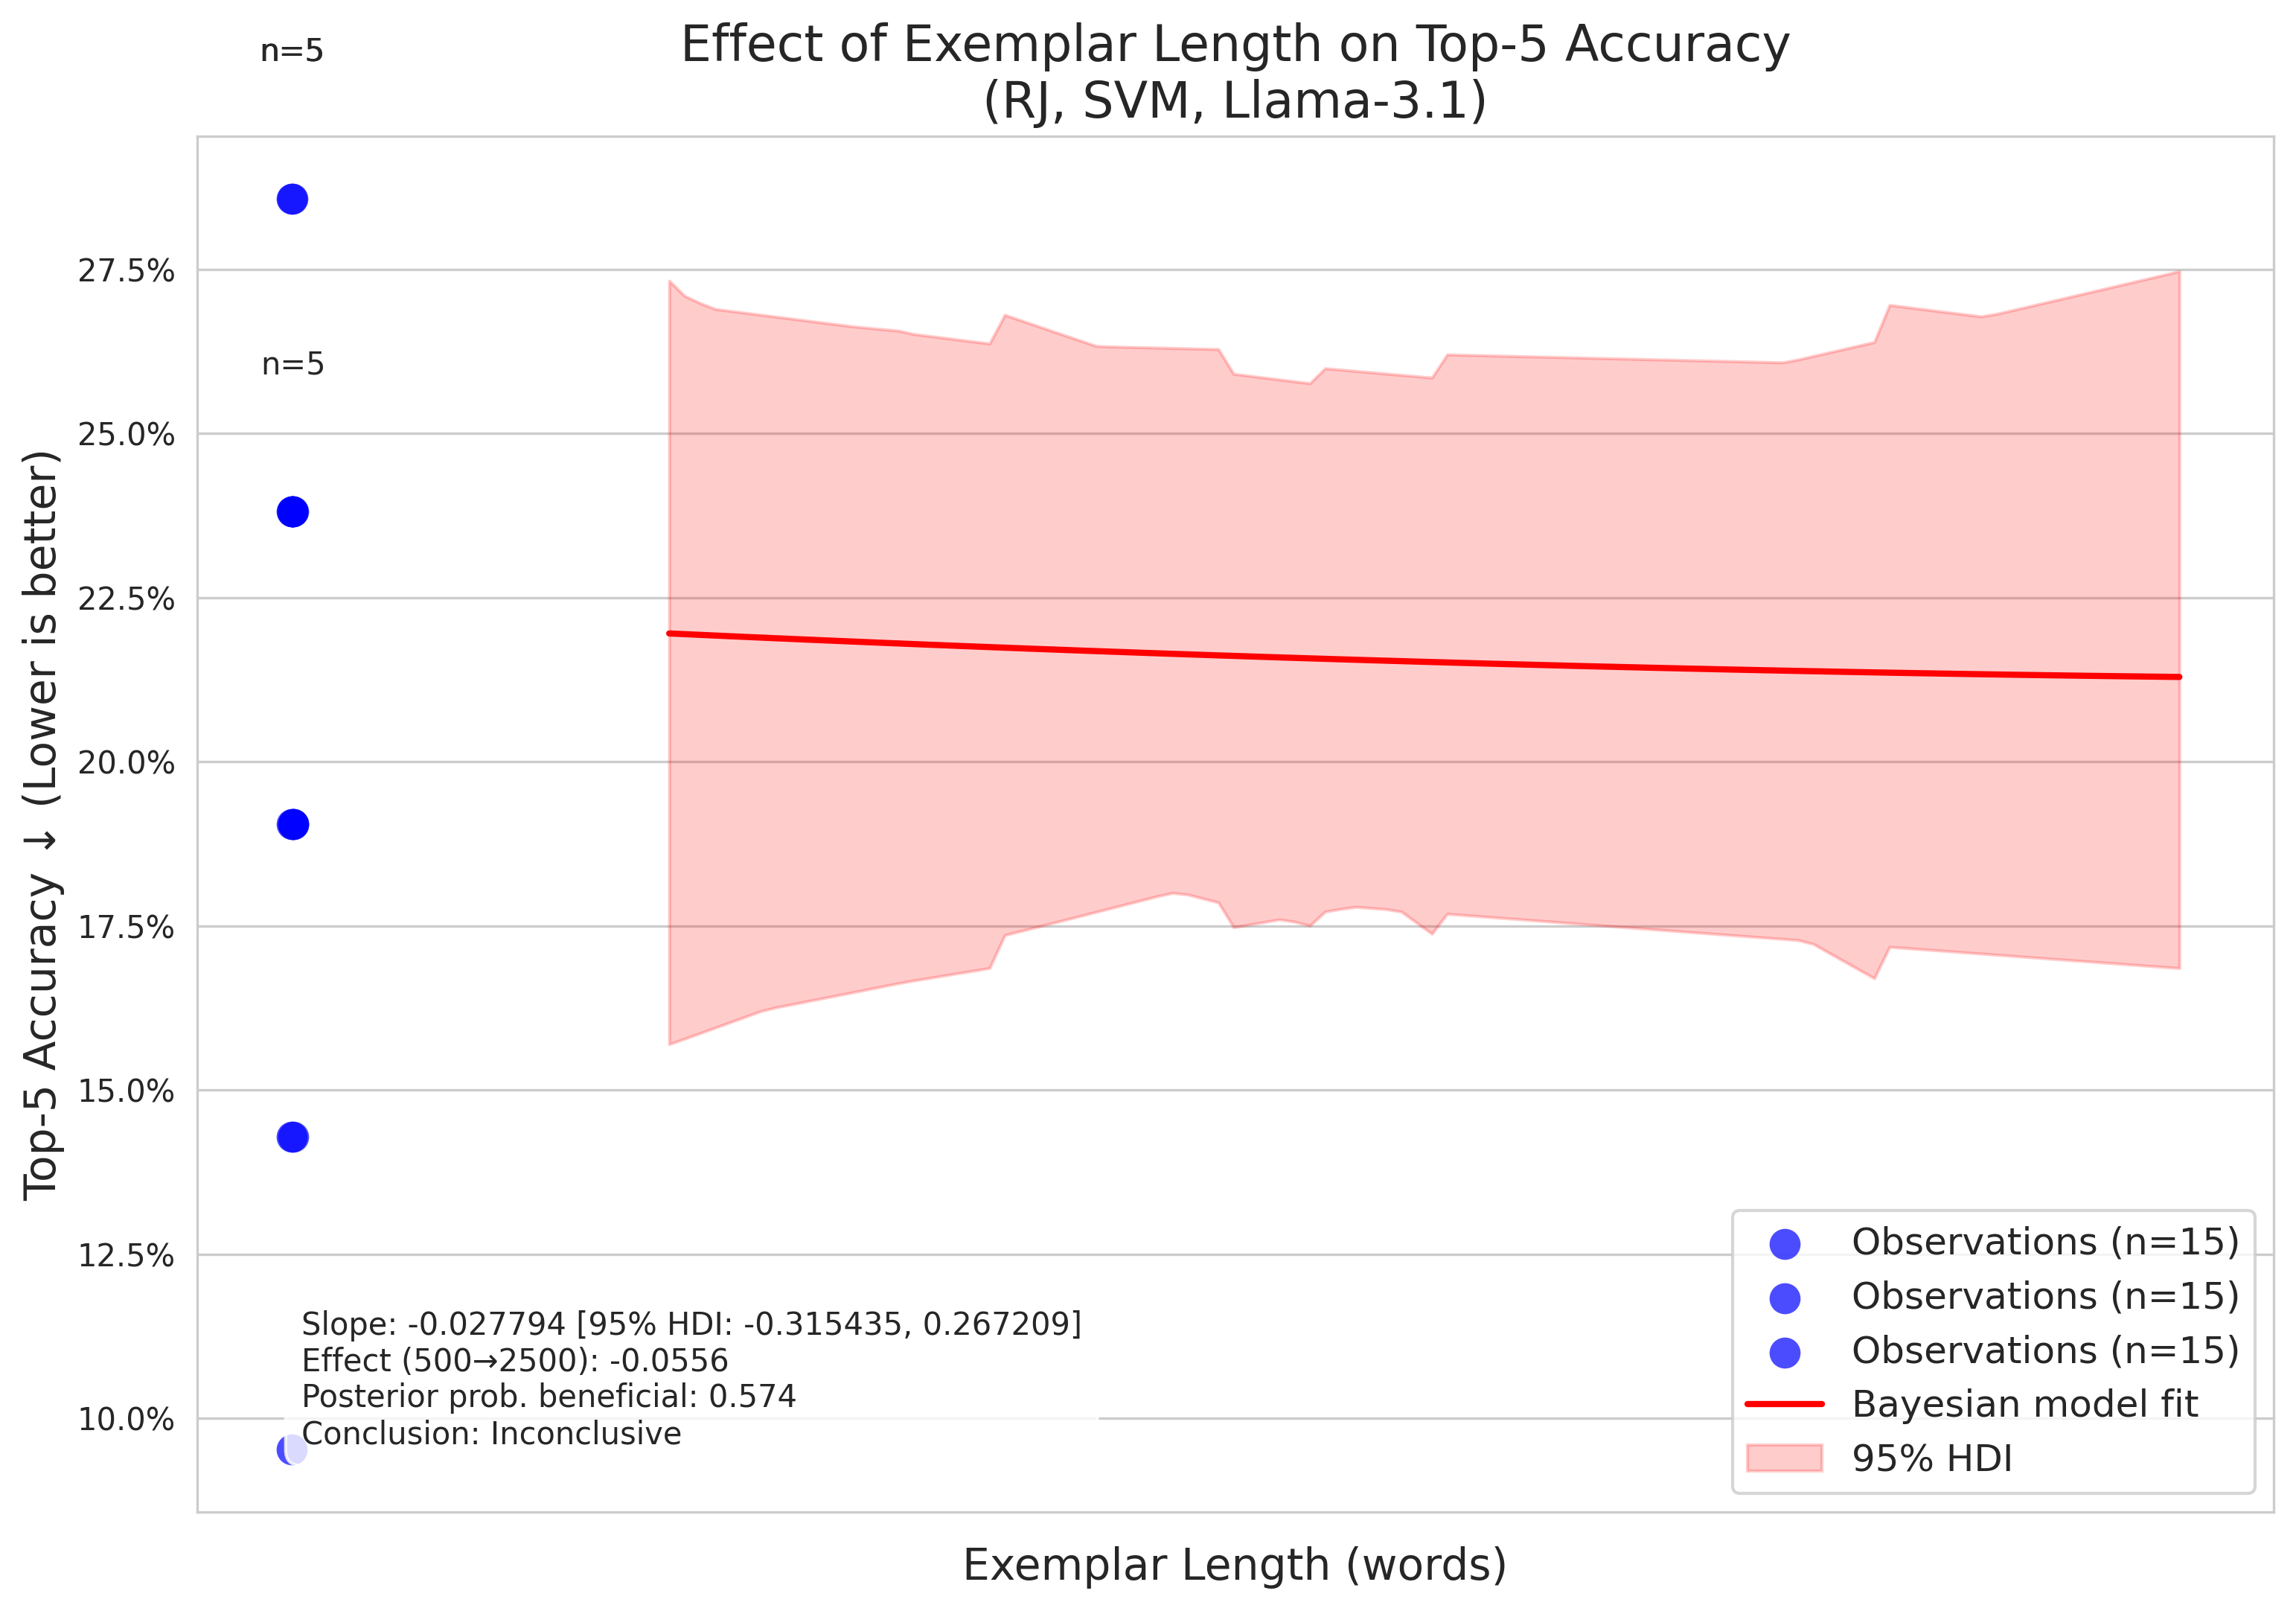 n=5
Effect of Exemplar Length on Top-5 Accuracy
(RJ, SVM, Llama-3.1)
27.5%
n=5
25.0%
22.5%
20.0%
17.5%
15.0%
12.5%
10.0%
Top-5 Accuracy ↓ (Lower is better)
Slope: -0.027794 [95% HDI: -0.315435, 0.267209]
Effect (500→2500): -0.0556
Posterior prob. beneficial: 0.574
Conclusion: Inconclusive
Observations (n=15)
Observations (n=15)
Observations (n=15)
Bayesian model fit
95% HDI
Exemplar Length (words)